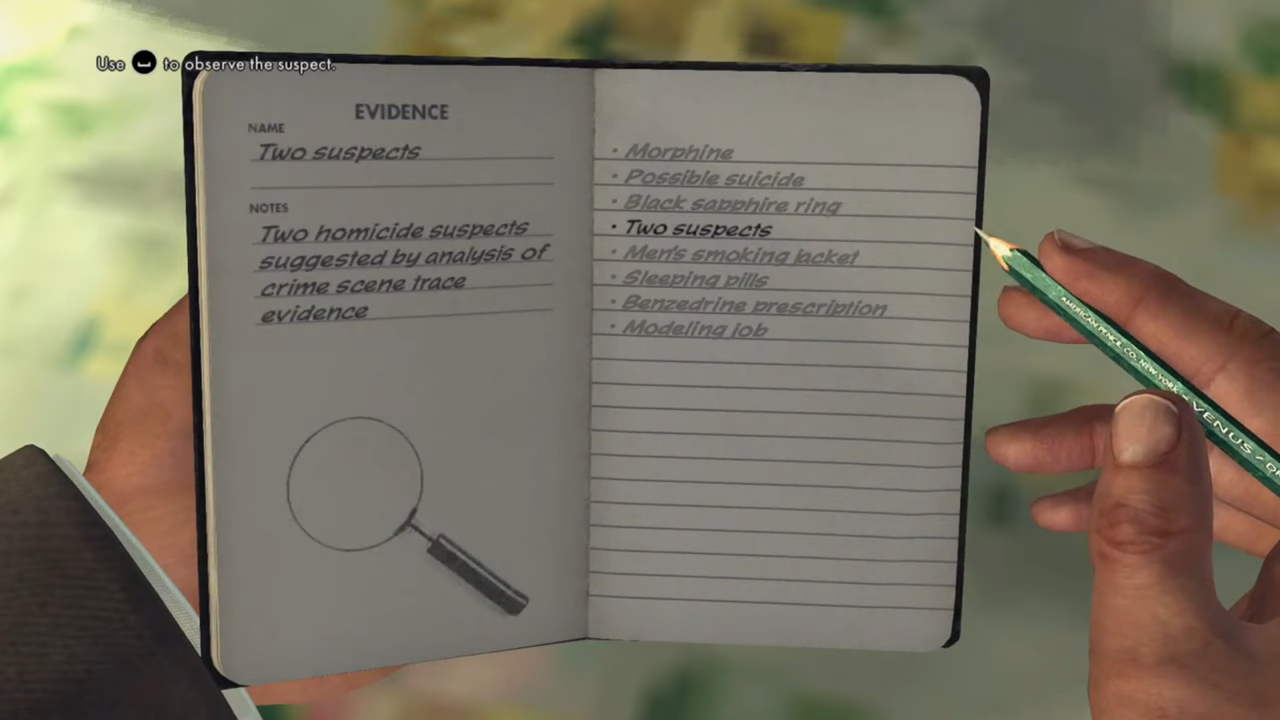 Use to observe the suspect.
EVIDENCE
NAME
Two suspects
NOTES
Two homicide suspects
suggested by analysis of
crime scene trace
evidence
· Morphine
· Possible suicide
· Black sapphire ring
· Two suspects
· Men's smoking jacket
· Sleeping pills
· Benzedrine prescription
· Modeling job
AMERICAN PENCIL CO. NEW YORK
VENUS